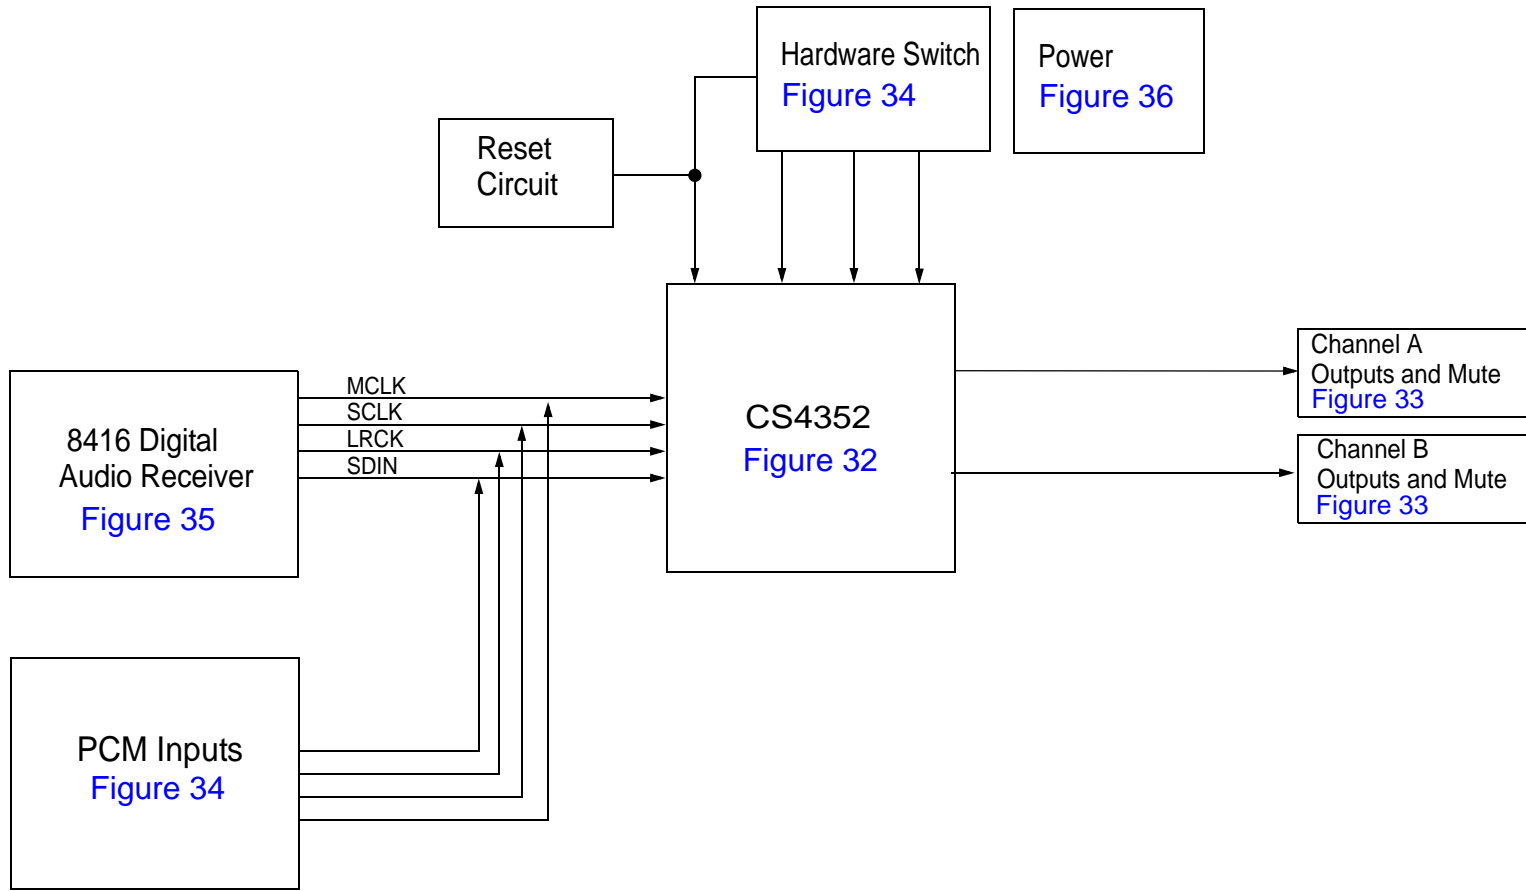 Hardware Switch
Figure 34
Power
Figure 36
Reset
Circuit
MCLK
SCLK
LRCK
SDIN
8416 Digital
Audio Receiver
Figure 35
CS4352
Figure 32
Channel A
Outputs and Mute
Figure 33
Channel B
Outputs and Mute
Figure 33
PCM Inputs
Figure 34